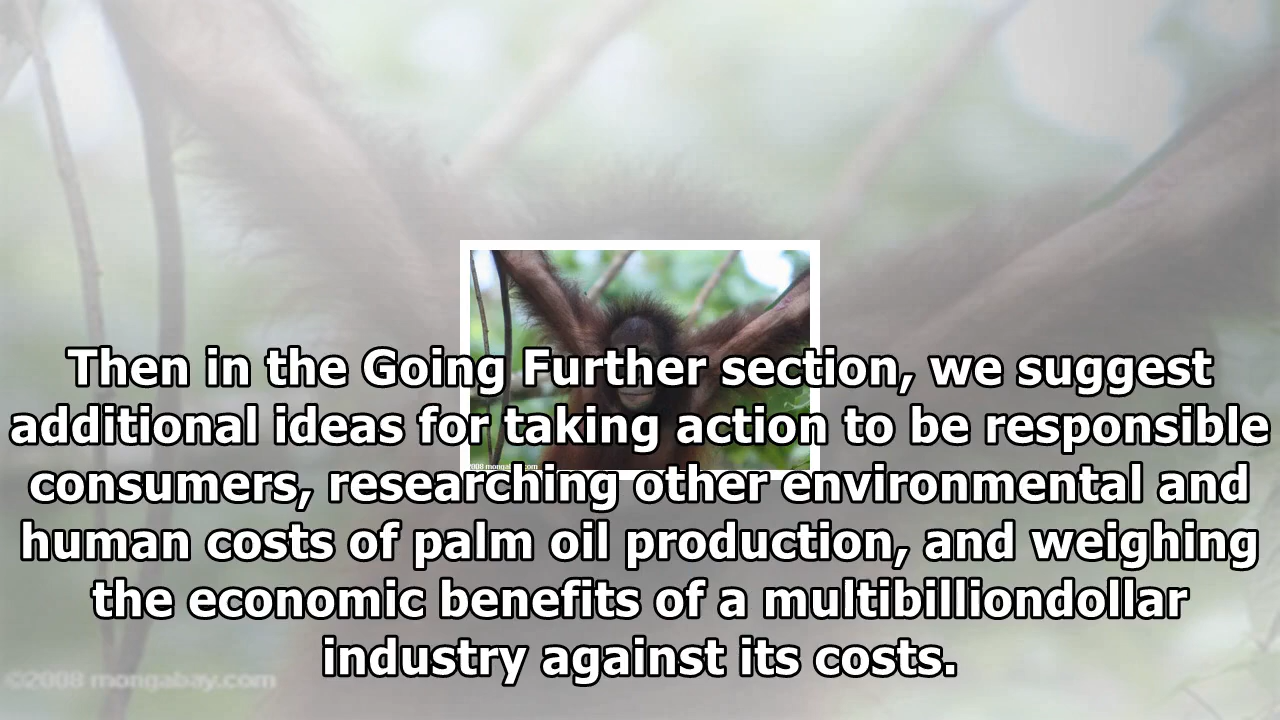 Then in the Going Further section, we suggest
additional ideas for taking action to be responsible
consumers, researching other environmental and
human costs of palm oil production, and weighing
the economic benefits of a multibilliondollar
industry against its costs.
©2008 mongabay.com